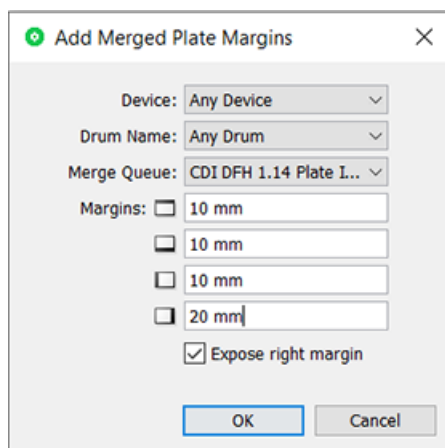 Add Merged Plate Margins
Device: Any Device
Drum Name: Any Drum
Merge Queue: CDI DFH 1.14 Plate I...
Margins: 10 mm
10 mm
10 mm
20 mm
Expose right margin
OK Cancel